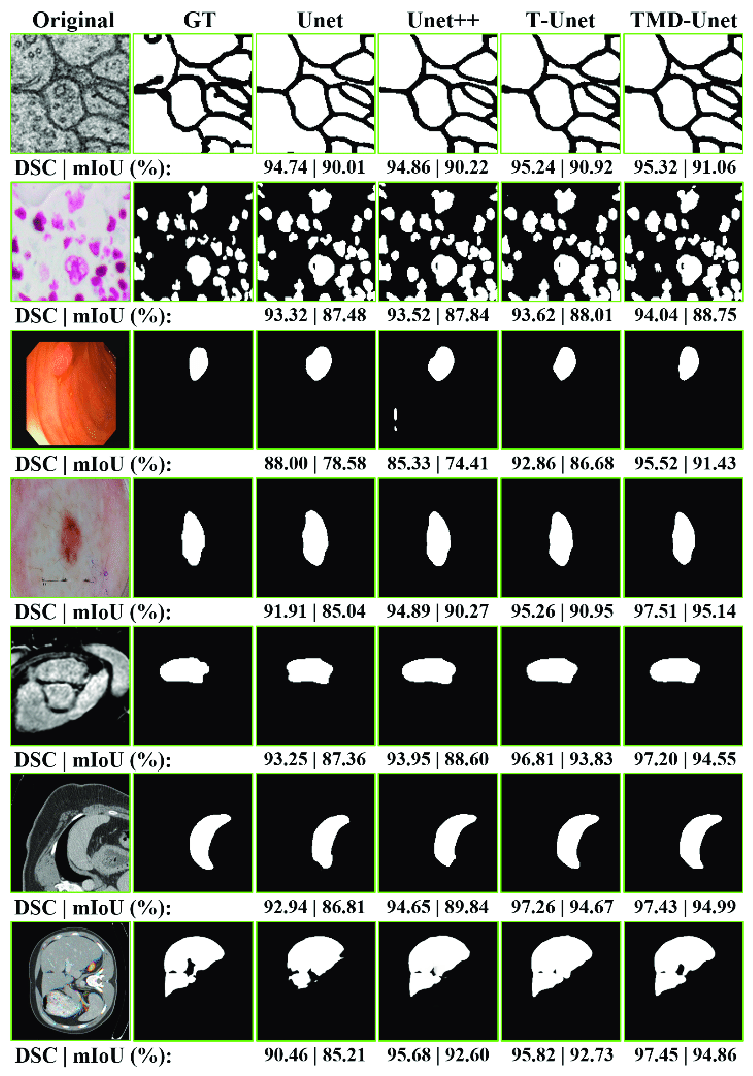 Original GT Unet Unet++ T-Unet TMD-Unet
DSC | mIoU (%): 94.74 | 90.01 94.86 | 90.22 95.24 | 90.92 95.32 | 91.06
DSC | mIoU (%): 93.32 | 87.48 93.52 | 87.84 93.62 | 88.01 94.04 | 88.75
DSC | mIoU (%): 88.00 | 78.58 85.33 | 74.41 92.86 | 86.68 95.52 | 91.43
DSC | mIoU (%): 91.91 | 85.04 94.89 | 90.27 95.26 | 90.95 97.51 | 95.14
DSC | mIoU (%): 93.25 | 87.36 93.95 | 88.60 96.81 | 93.83 97.20 | 94.55
DSC | mIoU (%): 92.94 | 86.81 94.65 | 89.84 97.26 | 94.67 97.43 | 94.99
DSC | mIoU (%): 90.46 | 85.21 95.68 | 92.60 95.82 | 92.73 97.45 | 94.86